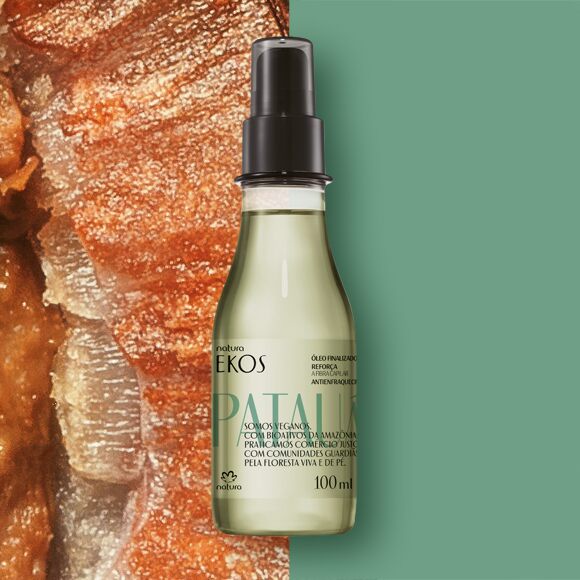 natura
EKOS
ÓLEO FINALIZADO
REFORÇA
A FIBRA CAPILAR
ANTIENFRAQUECI
PATAUÁ
SOMOS VEGANOS.
COM BIOATIVOS DA AMAZÔNIA
PRATICAMOS COMÉRCIO JUSTO
COM COMUNIDADES GUARDIÃ
PELA FLORESTA VIVA E DE PÉ.
natura
100 ml